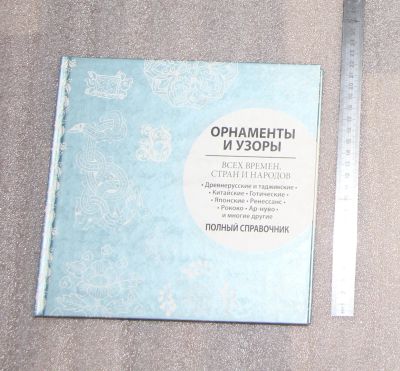 ОРНАМЕНТЫ
И УЗОРЫ
ВСЕХ ВРЕМЕН,
СТРАН И НАРОДОВ
• Древнерусские и таджикские •
• Китайские • Готические •
• Японские • Ренессанс •
• Рококо • Ар-нуво •
и многие другие
ПОЛНЫЙ СПРАВОЧНИК